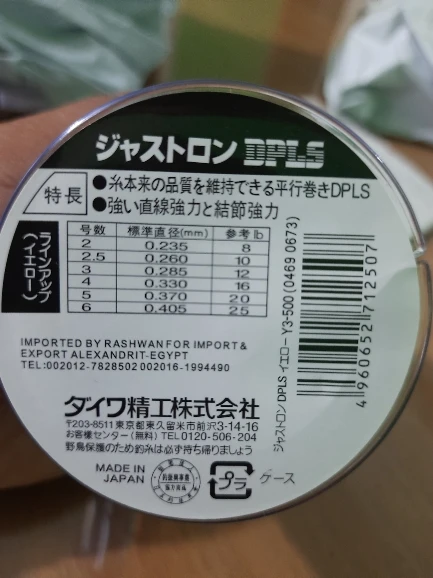 ジャストロン DPLS
特長
●糸本来の品質を維持できる平行巻きDPLS
●強い直線強力と結節強力
ラインアップ
(イエロー)
号数 標準直径(mm) 参考lb
2 0.235 8
2.5 0.260 10
3 0.285 12
4 0.330 16
5 0.370 20
6 0.405 25
IMPORTED BY RASHWAN FOR IMPORT &
EXPORT ALEXANDRIT-EGYPT
TEL:002012-7828502 002016-1994490
ダイワ精工株式会社
〒203-8511 東京都東久留米市前沢3-14-16
お客様センター(無料) TEL0120-506-204
野鳥保護のため釣糸は必ず持ち帰りましょう
MADE IN
JAPAN
プラ
ケース
ジャストロンDPLS イエロー Y3-500 (0469 0673)
4 960652 712507